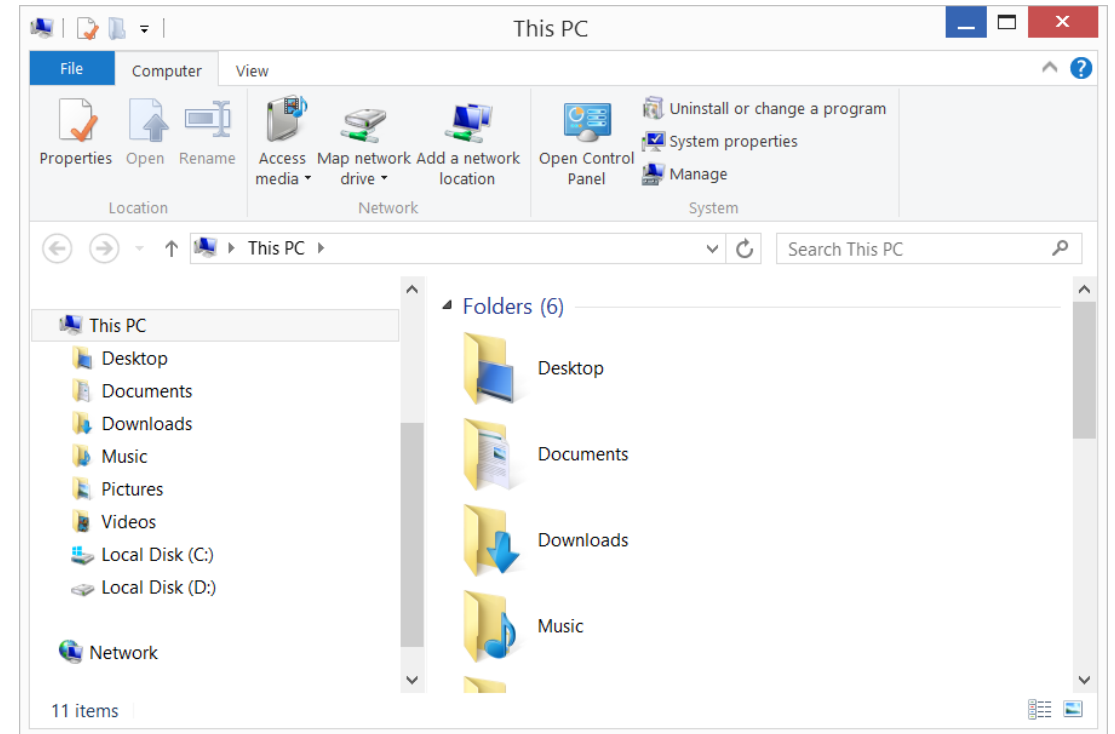 This PC
File Computer View
Properties Open Rename Access media Map network drive Add a network location Open Control Panel Uninstall or change a program
System properties
Manage
Location Network System
This PC Search This PC
This PC
Desktop
Documents
Downloads
Music
Pictures
Videos
Local Disk (C:)
Local Disk (D:)
Network
Folders (6)
Desktop
Documents
Downloads
Music
11 items